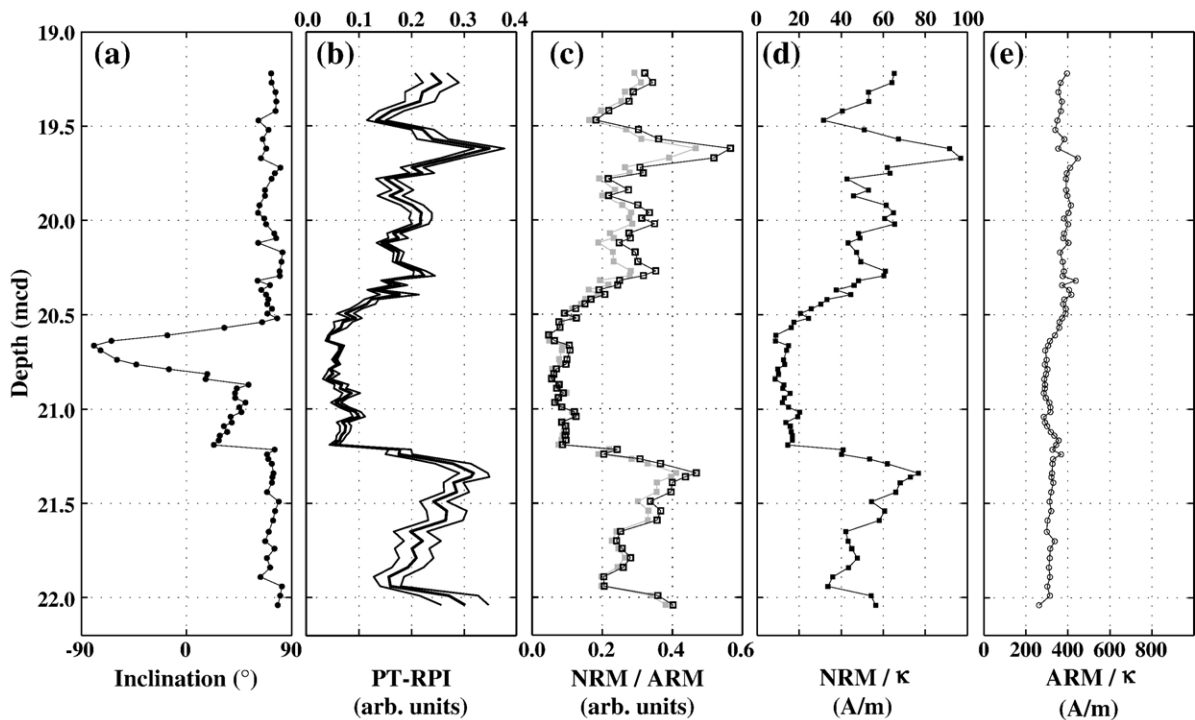 0.0 0.1 0.2 0.3 0.4 0 20 40 60 80 100
19.0
(a) (b) (c) (d) (e)
19.5
20.0
20.5
21.0
21.5
22.0
Depth (mcd)
-90 0 90 0.0 0.2 0.4 0.6 200 400 600 800
Inclination (°) PT-RPI NRM / ARM NRM / κ ARM / κ
(arb. units) (arb. units) (A/m) (A/m)